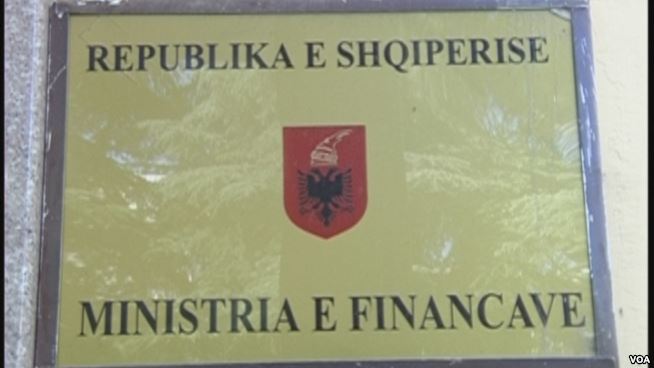 REPUBLIKA E SHQIPERISE
MINISTRIA E FINANCAVE
VOA